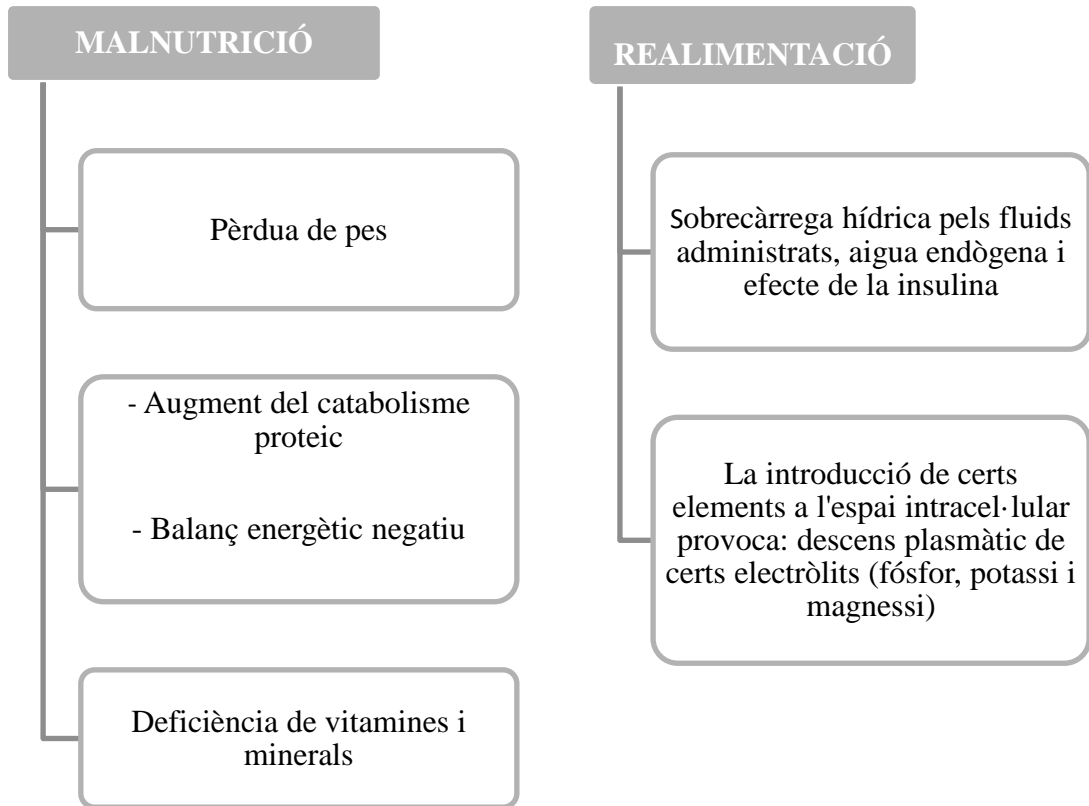 MALNUTRICIÓ
Pèrdua de pes
- Augment del catabolisme
proteic
- Balanç energètic negatiu
Deficiència de vitamines i
minerals
REALIMENTACIÓ
Sobrecàrrega hídrica pels fluids
administrats, aigua endògena i
efecte de la insulina
La introducció de certs
elements a l'espai intracel·lular
provoca: descens plasmàtic de
certs electròlits (fósfor, potassi i
magnessi)